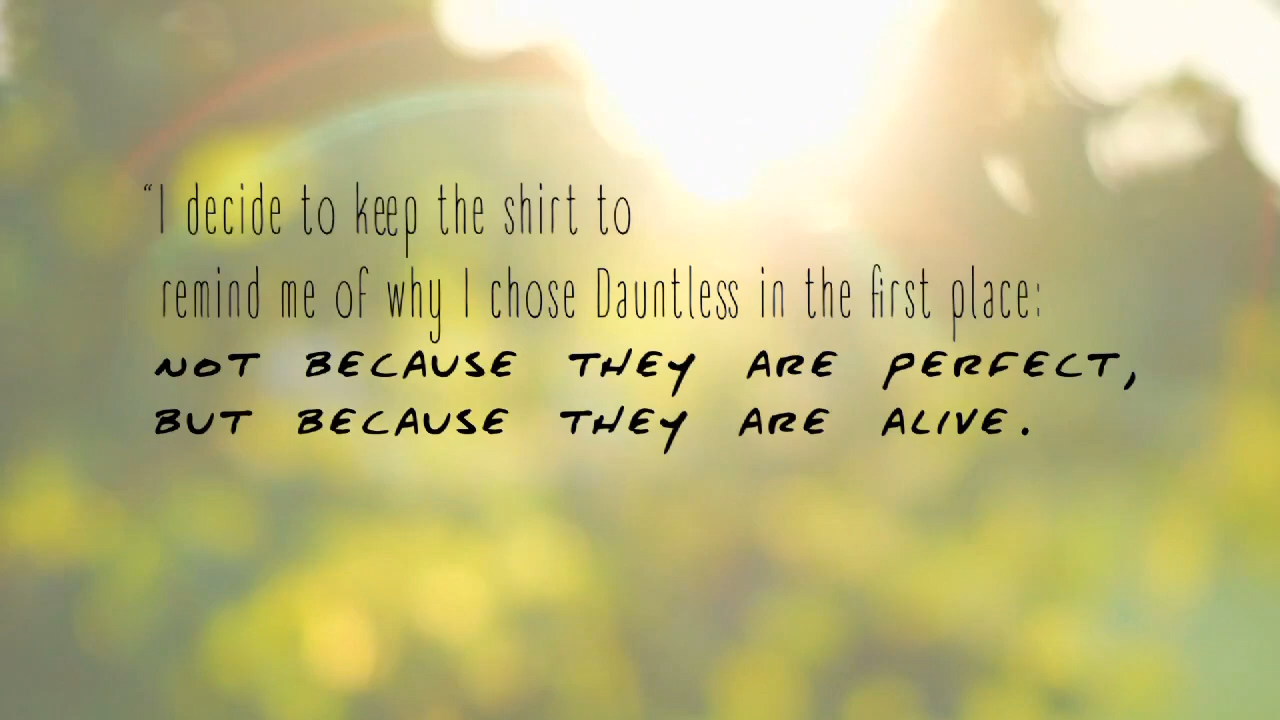 “I decide to keep the shirt to
remind me of why I chose Dauntless in the first place:
NOT BECAUSE THEY ARE PERFECT,
BUT BECAUSE THEY ARE ALIVE.